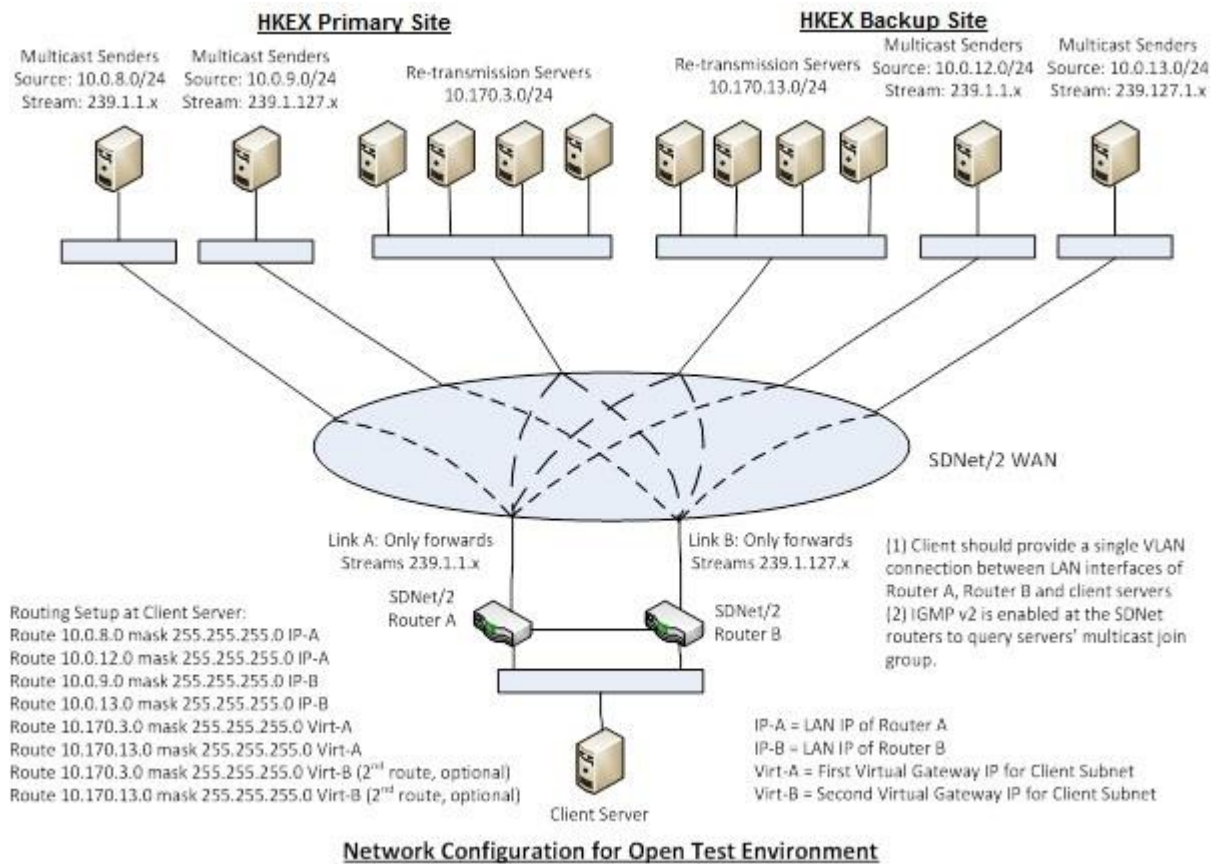 HKEX Primary Site
HKEX Backup Site
Multicast Senders
Source: 10.0.8.0/24
Stream: 239.1.1.x
Multicast Senders
Source: 10.0.9.0/24
Stream: 239.1.127.x
Re-transmission Servers
10.170.3.0/24
Re-transmission Servers
10.170.13.0/24
Multicast Senders
Source: 10.0.12.0/24
Stream: 239.1.1.x
Multicast Senders
Source: 10.0.13.0/24
Stream: 239.127.1.x
SDNet/2 WAN
Link A: Only forwards
Streams 239.1.1.x
Link B: Only forwards
Streams 239.1.127.x
SDNet/2
Router A
SDNet/2
Router B
(1) Client should provide a single VLAN
connection between LAN interfaces of
Router A, Router B and client servers
(2) IGMP v2 is enabled at the SDNet
routers to query servers' multicast join
group.
Routing Setup at Client Server:
Route 10.0.8.0 mask 255.255.255.0 IP-A
Route 10.0.12.0 mask 255.255.255.0 IP-A
Route 10.0.9.0 mask 255.255.255.0 IP-B
Route 10.0.13.0 mask 255.255.255.0 IP-B
Route 10.170.3.0 mask 255.255.255.0 Virt-A
Route 10.170.13.0 mask 255.255.255.0 Virt-A
Route 10.170.3.0 mask 255.255.255.0 Virt-B (2nd route, optional)
Route 10.170.13.0 mask 255.255.255.0 Virt-B (2nd route, optional)
Client Server
IP-A = LAN IP of Router A
IP-B = LAN IP of Router B
Virt-A = First Virtual Gateway IP for Client Subnet
Virt-B = Second Virtual Gateway IP for Client Subnet
Network Configuration for Open Test Environment